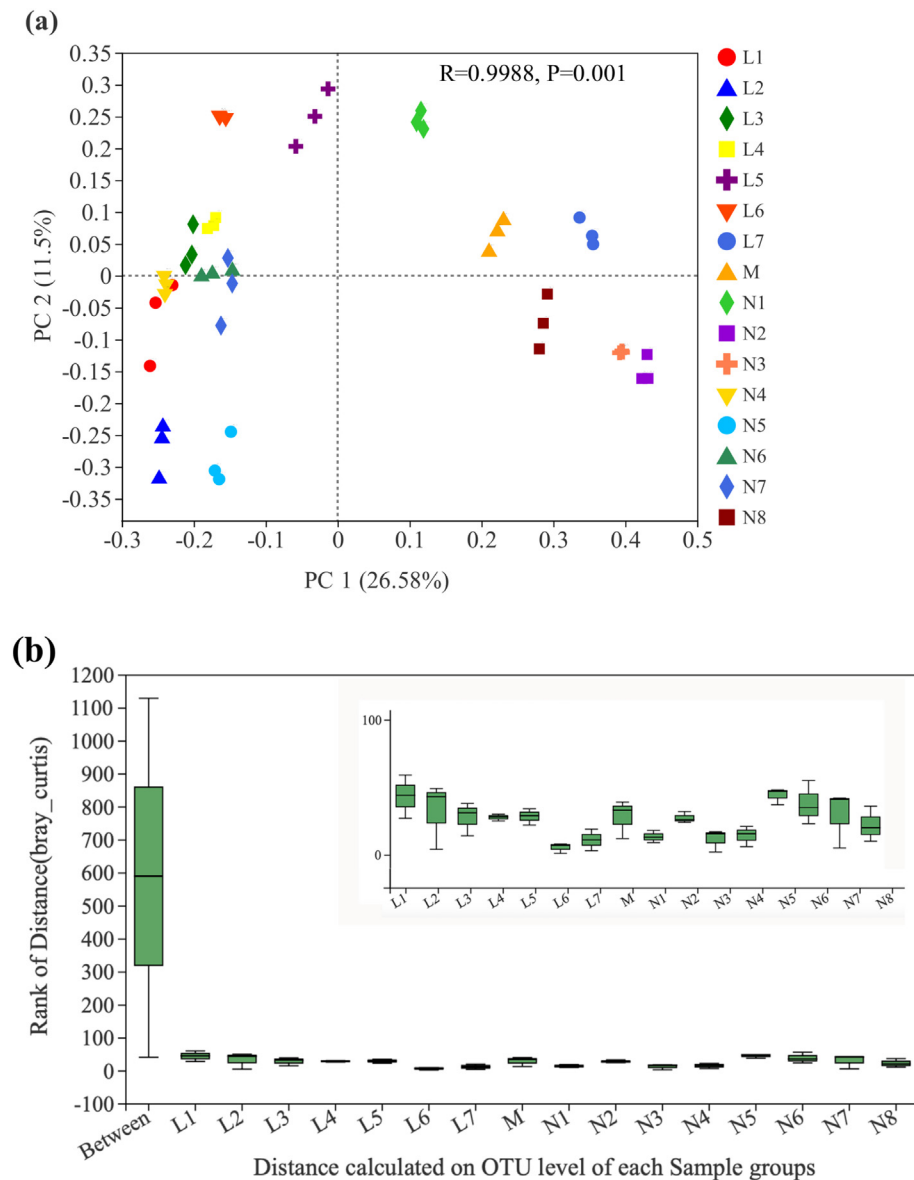 (a)
R=0.9988, P=0.001
PC 2 (11.5%)
0.35
0.3
0.25
0.2
0.15
0.1
0.05
0
-0.05
-0.1
-0.15
-0.2
-0.25
-0.3
-0.35
-0.3
-0.2
-0.1
0
0.1
0.2
0.3
0.4
0.5
PC 1 (26.58%)
L1
L2
L3
L4
L5
L6
L7
M
N1
N2
N3
N4
N5
N6
N7
N8
(b)
Rank of Distance(bray_curtis)
1200
1100
1000
900
800
700
600
500
400
300
200
100
0
-100
100
0
L1
L2
L3
L4
L5
L6
L7
M
N1
N2
N3
N4
N5
N6
N7
N8
Between
L1
L2
L3
L4
L5
L6
L7
M
N1
N2
N3
N4
N5
N6
N7
N8
Distance calculated on OTU level of each Sample groups